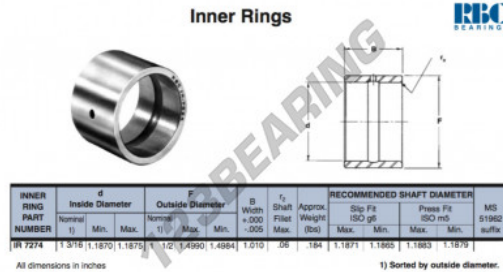 Inner Rings
RBC
BEARINGS
123BEARING
B
r₂
d
F
INNER RING PART NUMBER
d Inside Diameter
Nominal 1) Min. Max.
F Outside Diameter
Nominal 1) Max. Min.
B Width +.000 -.005
r₂ Shaft Fillet Max.
Approx. Weight (lbs)
RECOMMENDED SHAFT DIAMETER
Slip Fit ISO g6
Max. Min.
Press Fit ISO m5
Max. Min.
MS 51962 suffix
IR 7274 1 3/16 1.1870 1.1875 1 1/2 1.4990 1.4984 1.010 .06 .184 1.1871 1.1865 1.1883 1.1879
All dimensions in inches
1) Sorted by outside diameter.